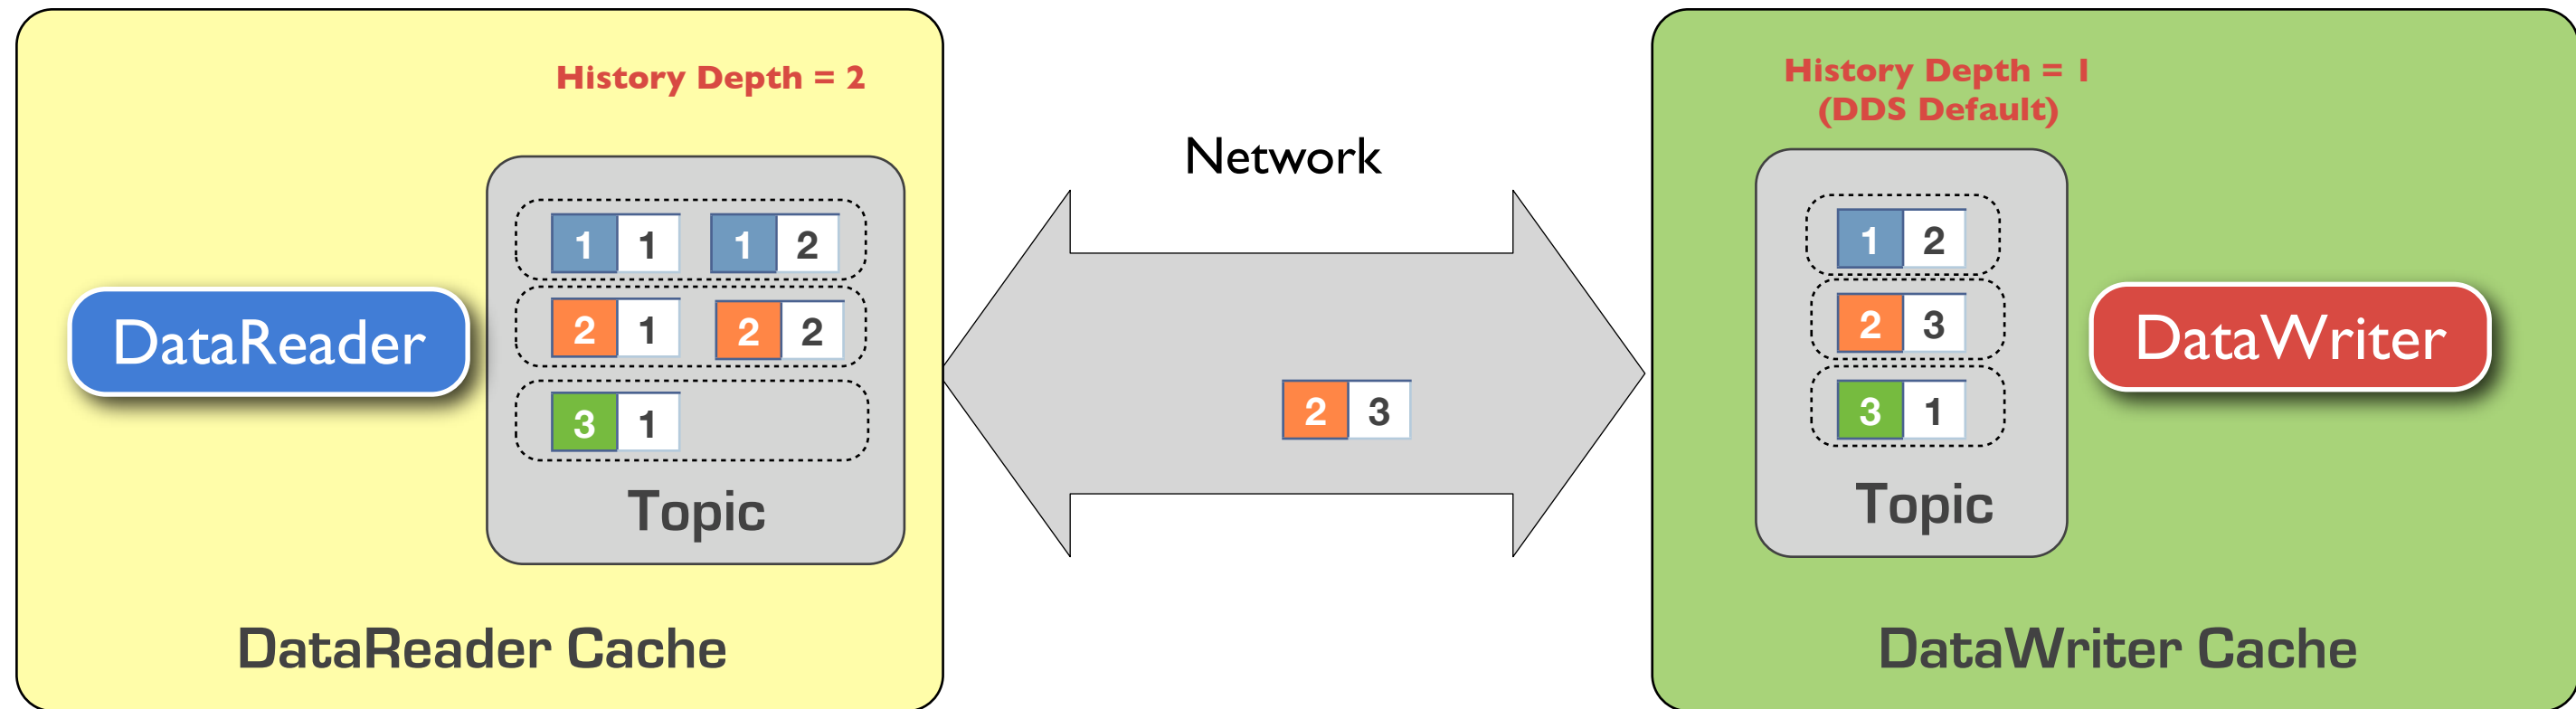 History Depth = 2
1 1 1 2
2 1 2 2
3 1
Topic
DataReader
DataReader Cache
Network
2 3
History Depth = 1
(DDS Default)
1 2
2 3
3 1
Topic
DataWriter
DataWriter Cache